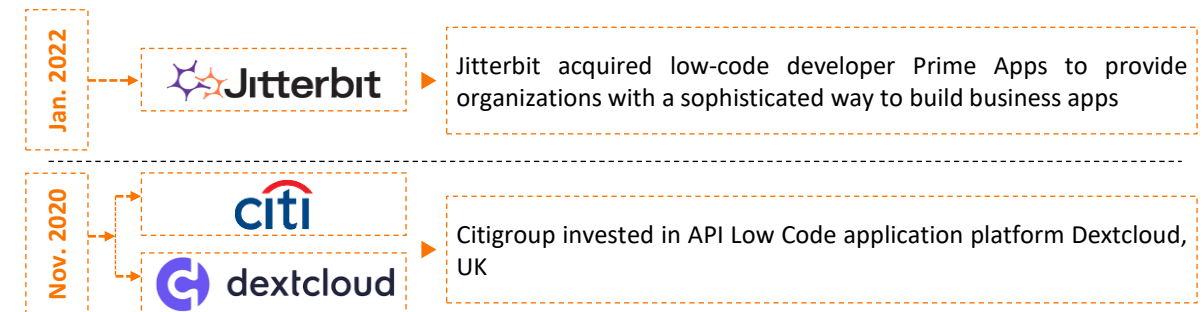 Jan. 2022
Jitterbit
Jitterbit acquired low-code developer Prime Apps to provide
organizations with a sophisticated way to build business apps
Nov. 2020
citi
dextcloud
Citigroup invested in API Low Code application platform Dextcloud,
UK